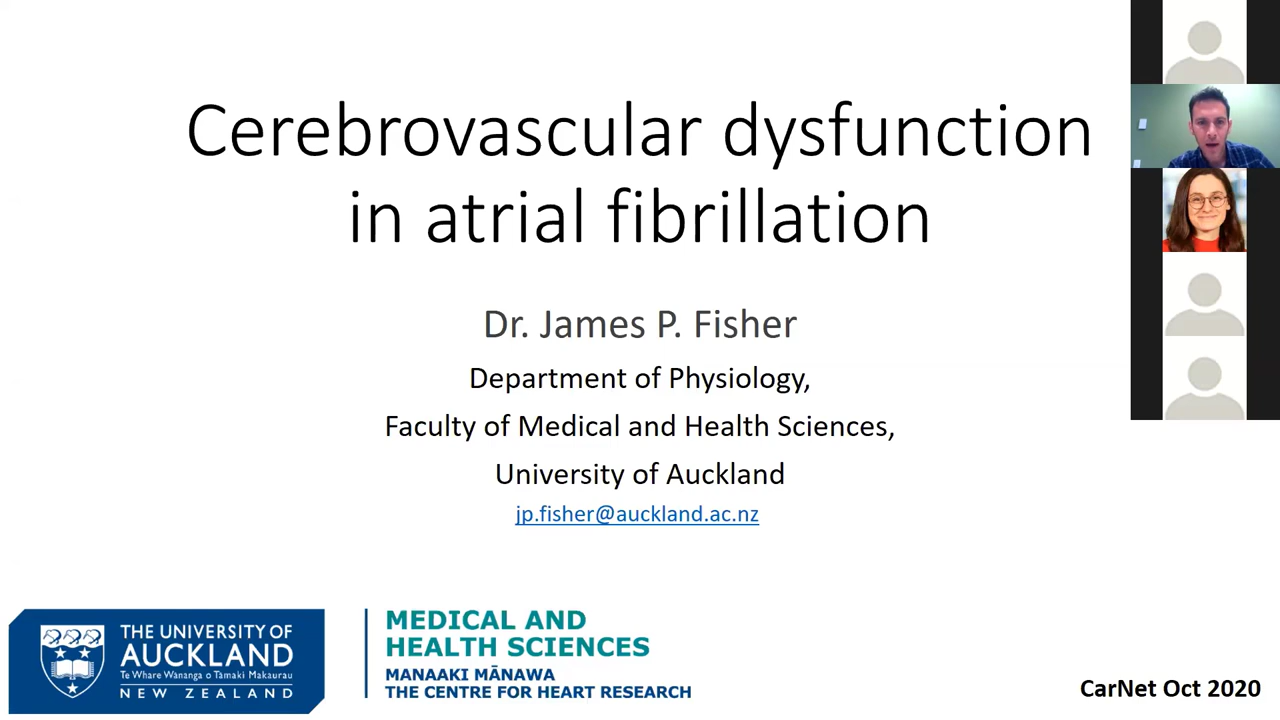 Cerebrovascular dysfunction
in atrial fibrillation
Dr. James P. Fisher
Department of Physiology,
Faculty of Medical and Health Sciences,
University of Auckland
jp.fisher@auckland.ac.nz
THE UNIVERSITY OF
AUCKLAND
Te Whare Wānanga o Tāmaki Makaurau
NEW ZEALAND
MEDICAL AND
HEALTH SCIENCES
MANAAKI MĀNAWA
THE CENTRE FOR HEART RESEARCH
CarNet Oct 2020